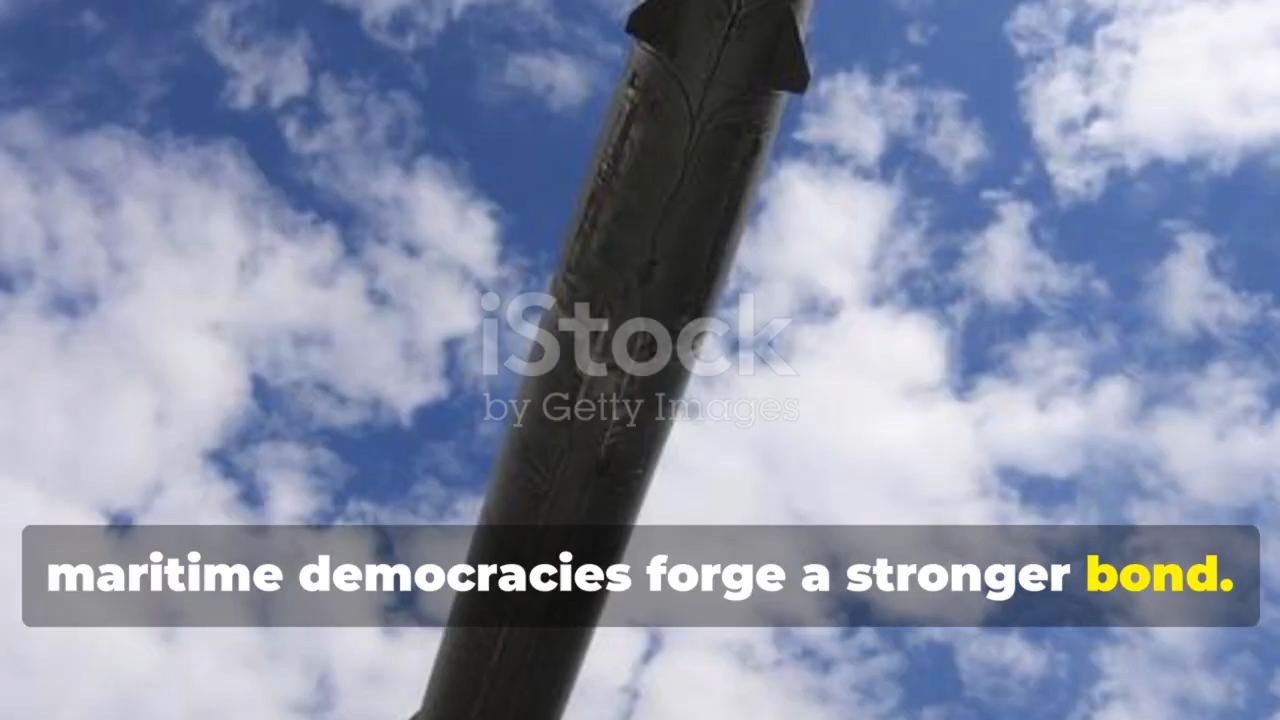 iStock
by Getty Images
maritime democracies forge a stronger bond.